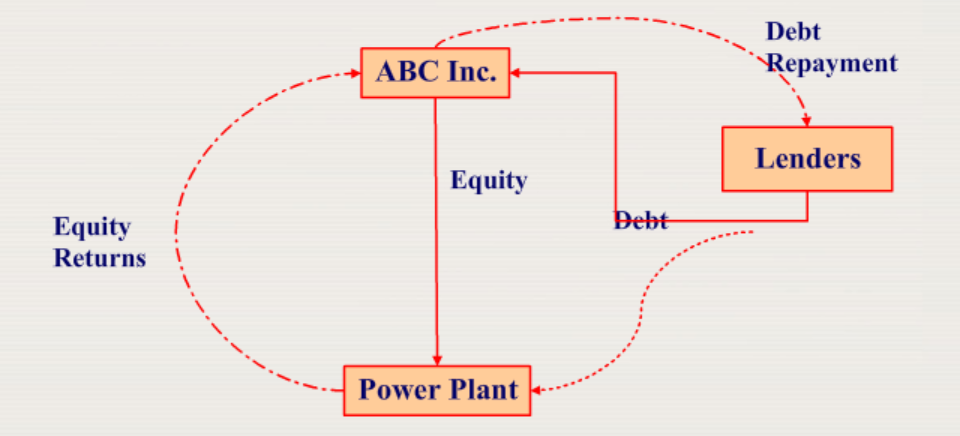 Debt
Repayment
ABC Inc.
Lenders
Equity
Debt
Equity
Returns
Power Plant